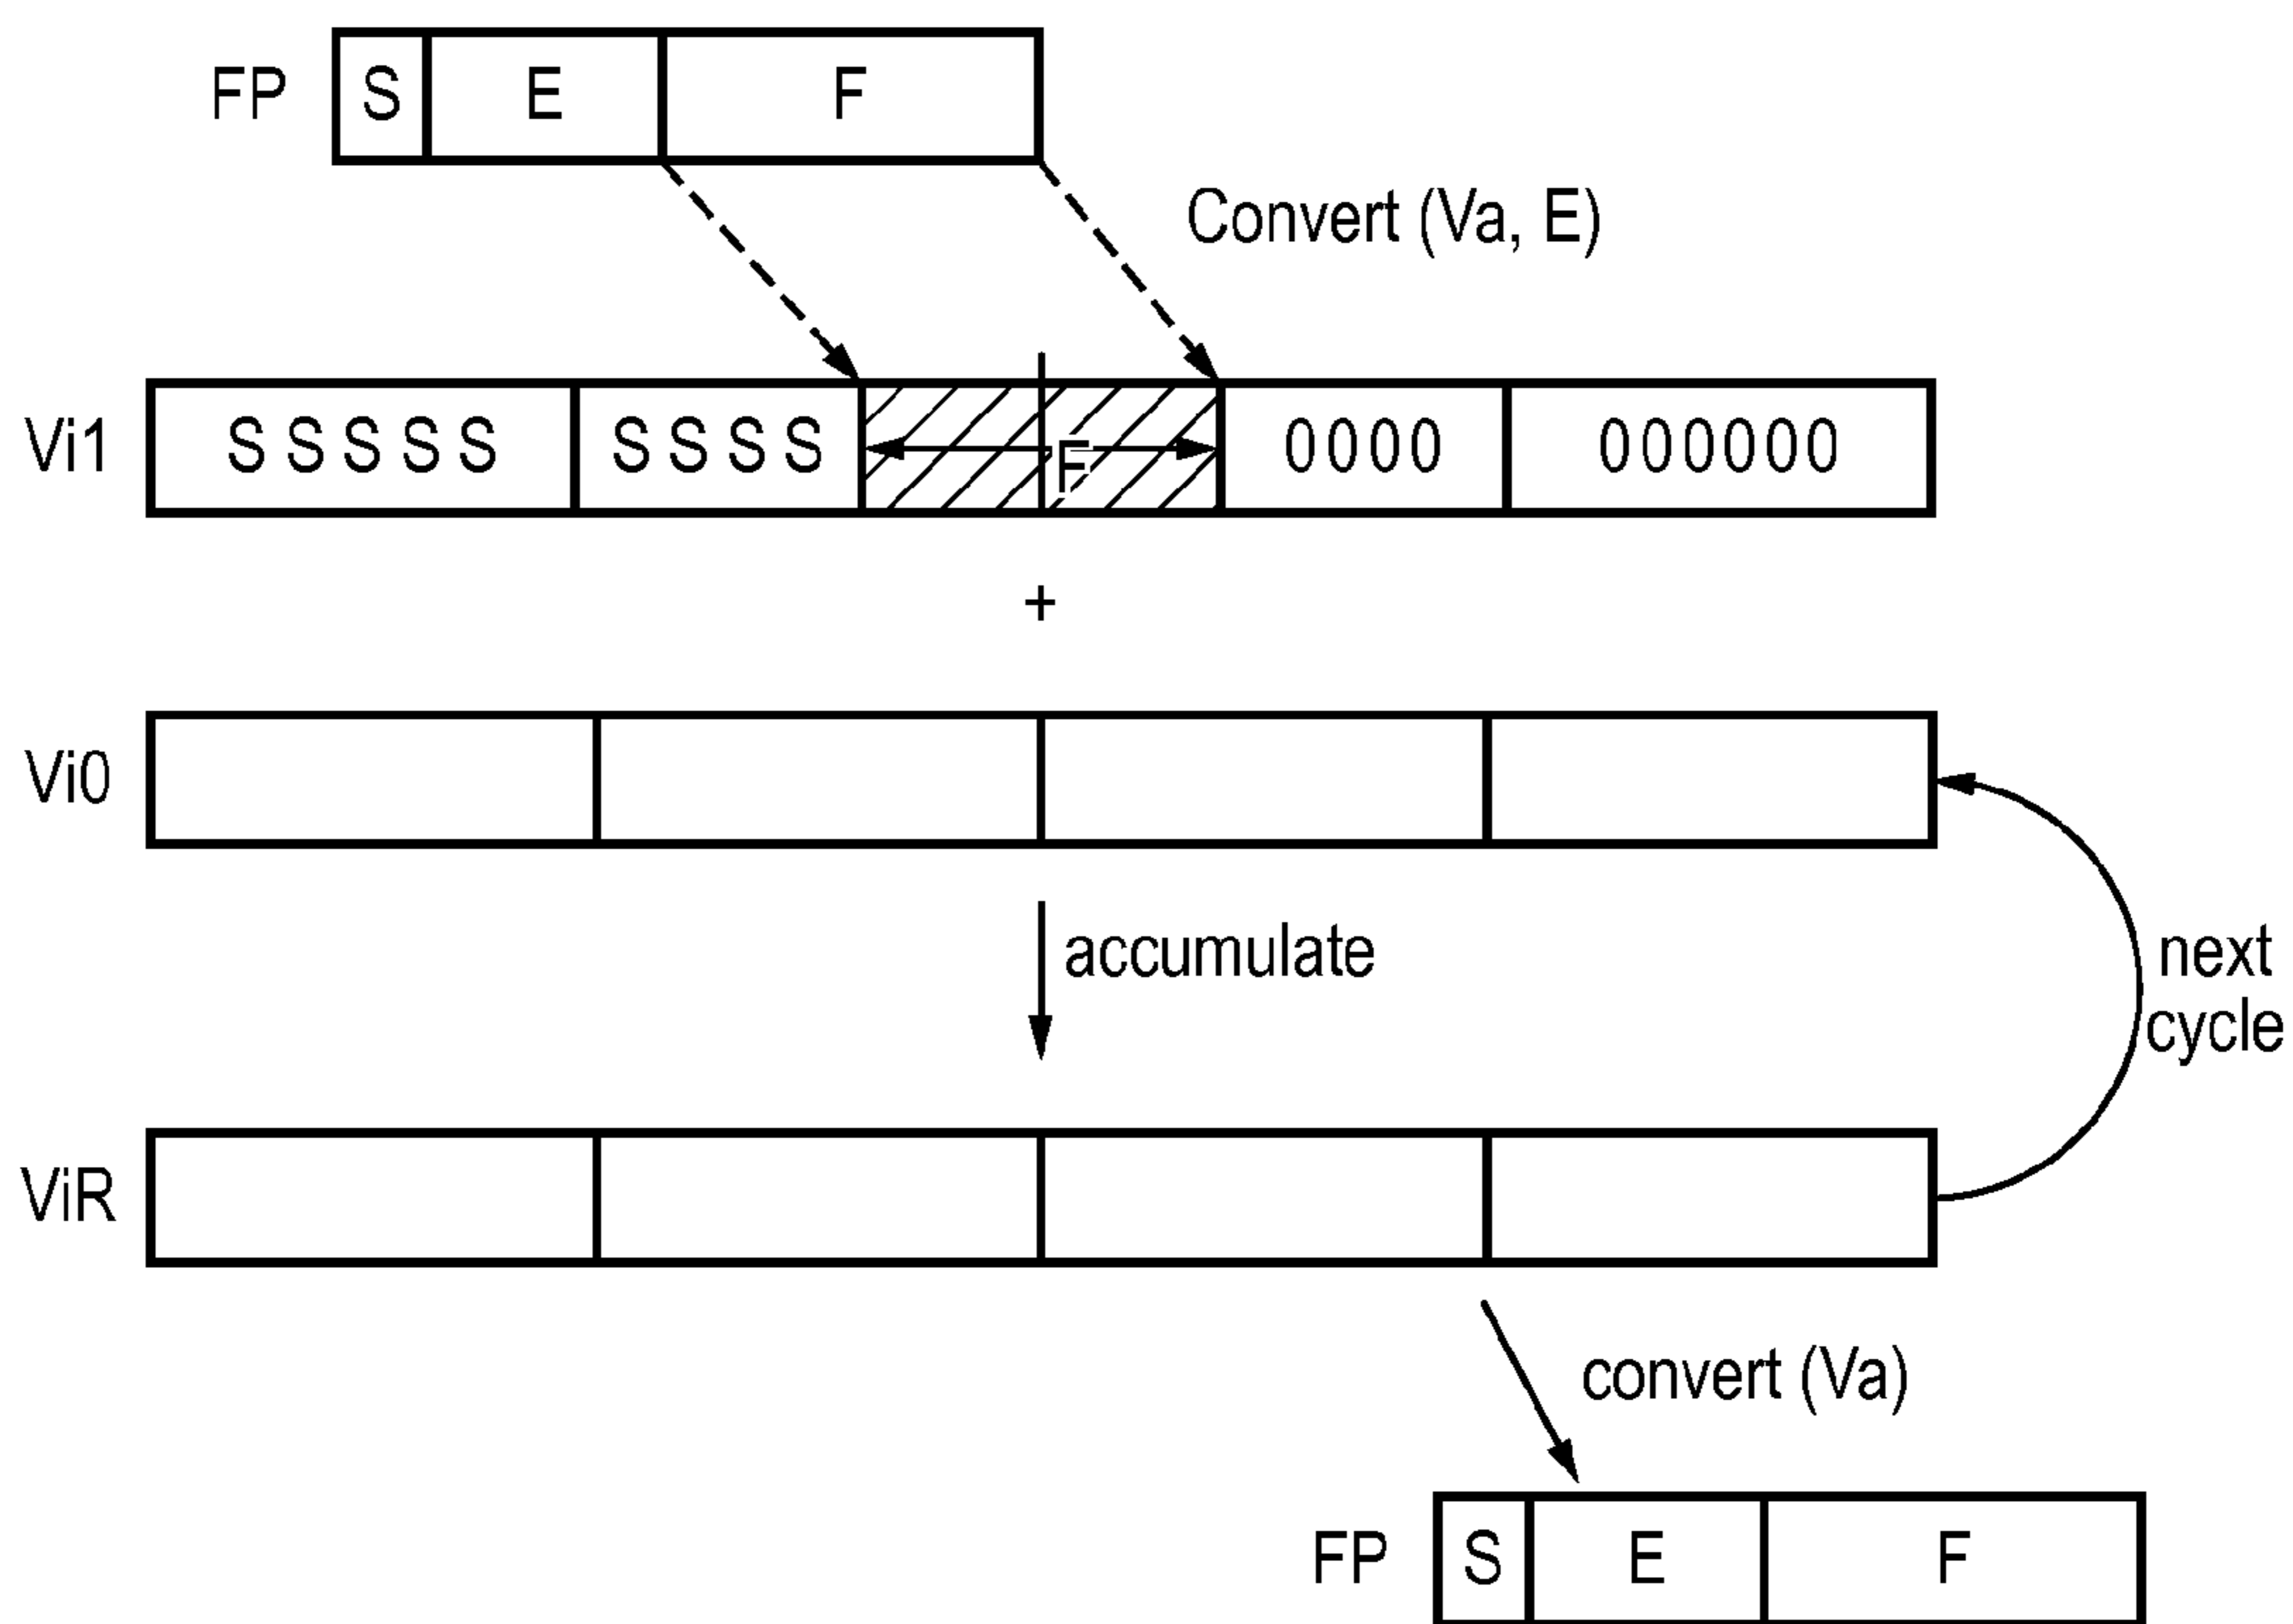 FP S E F
Convert (Va, E)
Vi1 S S S S S S S S S F 0000 000000
+
Vi0
accumulate
next
cycle
ViR
convert (Va)
FP S E F